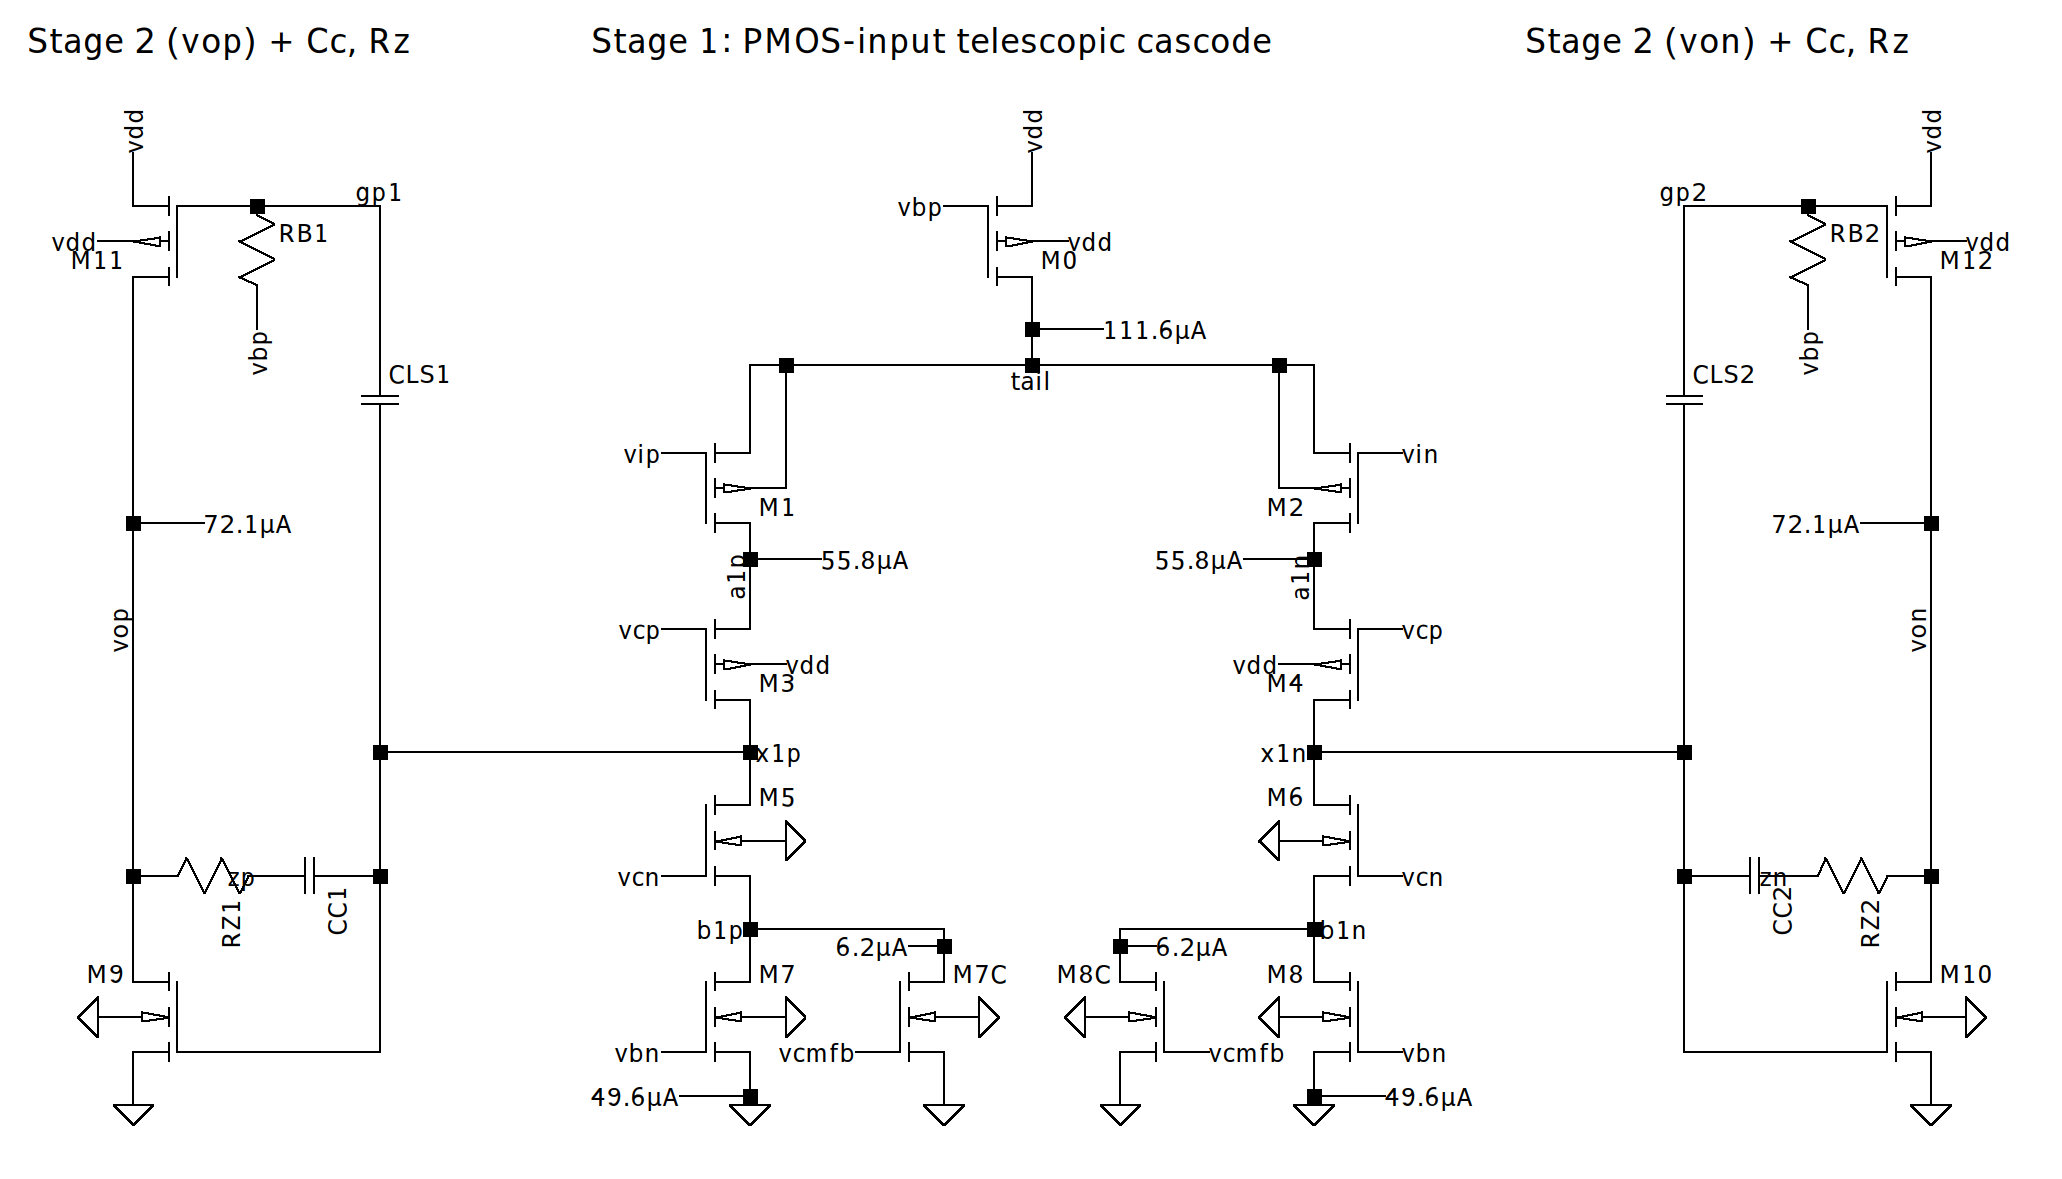 Stage 2 (vop) + Cc, Rz
Stage 1: PMOS-input telescopic cascode
Stage 2 (von) + Cc, Rz
vdd
vdd
vdd
gp1
gp2
vbp
RB1
RB2
vdd
vdd
vdd
M11
M0
M12
111.6µA
vbp
vbp
CLS1
tail
CLS2
vip
vin
M1
M2
72.1µA
72.1µA
a1p
55.8µA
55.8µA
a1n
vop
vcp
vcp
von
vdd
vdd
M3
M4
x1p
x1n
M5
M6
zp
vcn
vcn
zn
RZ1
CC1
CC2
RZ2
b1p
b1n
6.2µA
6.2µA
M9
M7
M7C
M8C
M8
M10
vbn
vcmfb
vcmfb
vbn
49.6µA
49.6µA